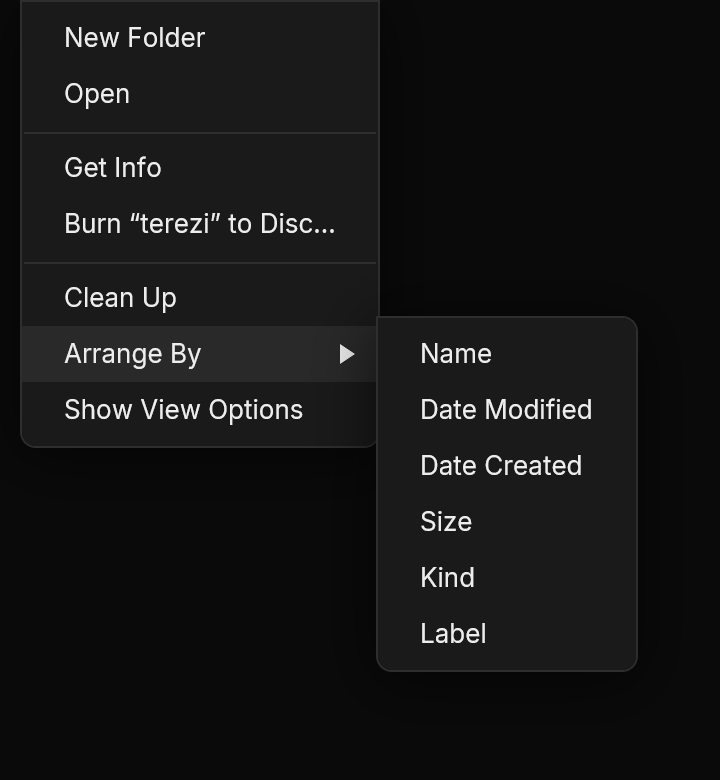 New Folder
Open
Get Info
Burn “terezi” to Disc...
Clean Up
Arrange By
Show View Options
Name
Date Modified
Date Created
Size
Kind
Label